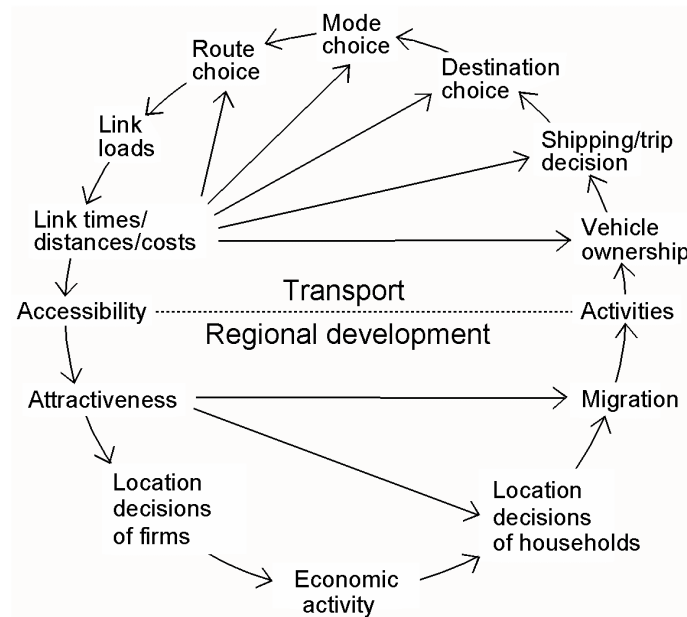 Mode
choice
Route
choice
Destination
choice
Link
loads
Shipping/trip
decision
Link times/
distances/costs
Vehicle
ownership
Transport
Accessibility
Activities
Regional development
Attractiveness
Migration
Location
decisions
of firms
Location
decisions
of households
Economic
activity